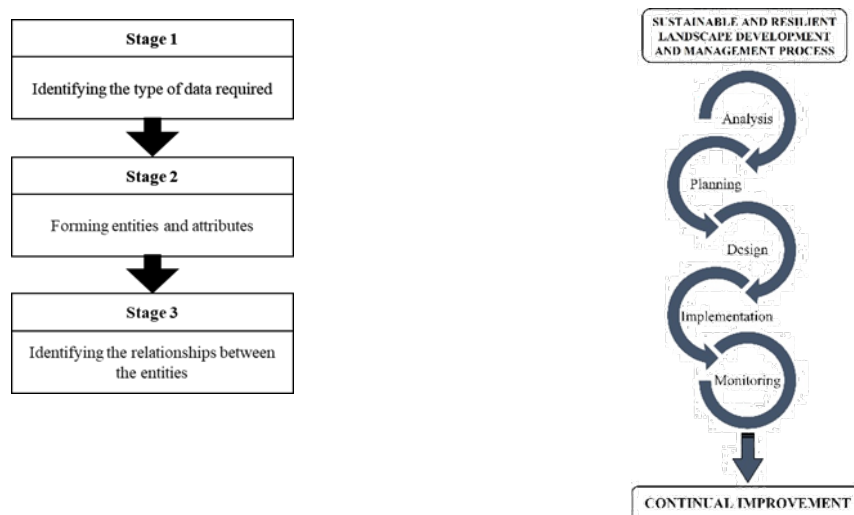 Stage 1
Identifying the type of data required
Stage 2
Forming entities and attributes
Stage 3
Identifying the relationships between
the entities
SUSTAINABLE AND RESILIENT
LANDSCAPE DEVELOPMENT
AND MANAGEMENT PROCESS
Analysis
Planning
Design
Implementation
Monitoring
CONTINUAL IMPROVEMENT